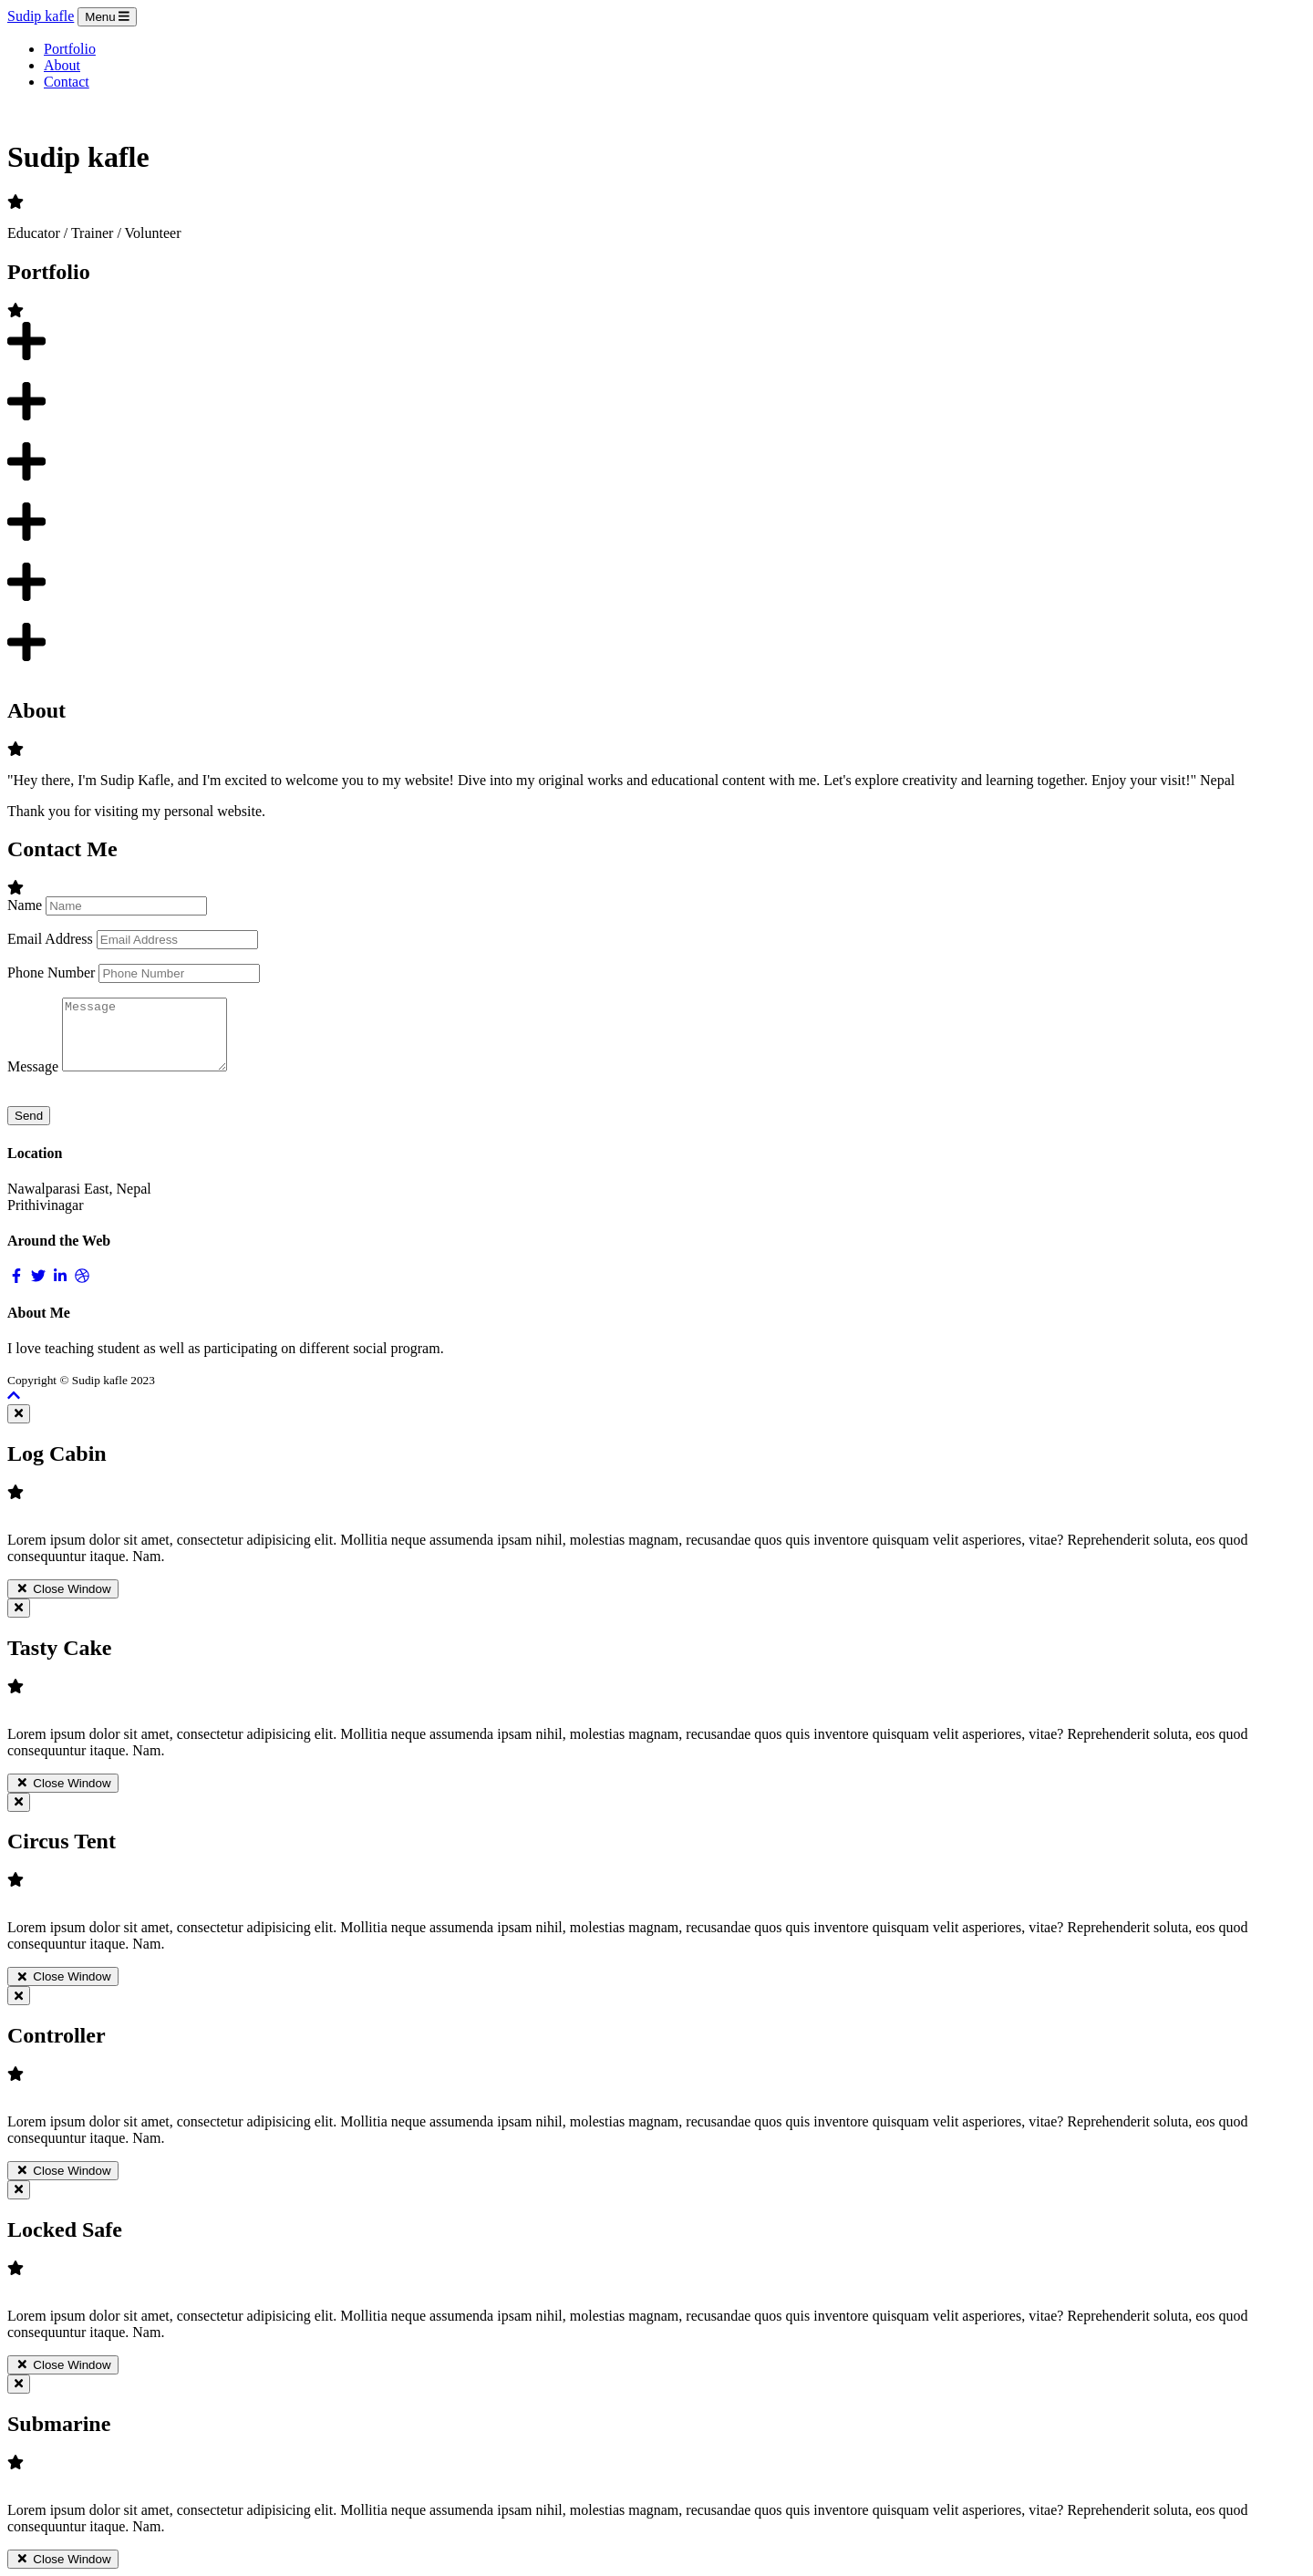 Sudip kafle Menu
Portfolio
About
Contact
Sudip kafle
Educator / Trainer / Volunteer
Portfolio
About
"Hey there, I'm Sudip Kafle, and I'm excited to welcome you to my website! Dive into my original works and educational content with me. Let's explore creativity and learning together. Enjoy your visit!" Nepal
Thank you for visiting my personal website.
Contact Me
Name Name
Email Address Email Address
Phone Number Phone Number
Message
Message
Send
Location
Nawalparasi East, Nepal
Prithivinagar
Around the Web
About Me
I love teaching student as well as participating on different social program.
Copyright © Sudip kafle 2023
Log Cabin
Lorem ipsum dolor sit amet, consectetur adipisicing elit. Mollitia neque assumenda ipsam nihil, molestias magnam, recusandae quos quis inventore quisquam velit asperiores, vitae? Reprehenderit soluta, eos quod
consequuntur itaque. Nam.
Close Window
Tasty Cake
Lorem ipsum dolor sit amet, consectetur adipisicing elit. Mollitia neque assumenda ipsam nihil, molestias magnam, recusandae quos quis inventore quisquam velit asperiores, vitae? Reprehenderit soluta, eos quod
consequuntur itaque. Nam.
Close Window
Circus Tent
Lorem ipsum dolor sit amet, consectetur adipisicing elit. Mollitia neque assumenda ipsam nihil, molestias magnam, recusandae quos quis inventore quisquam velit asperiores, vitae? Reprehenderit soluta, eos quod
consequuntur itaque. Nam.
Close Window
Controller
Lorem ipsum dolor sit amet, consectetur adipisicing elit. Mollitia neque assumenda ipsam nihil, molestias magnam, recusandae quos quis inventore quisquam velit asperiores, vitae? Reprehenderit soluta, eos quod
consequuntur itaque. Nam.
Close Window
Locked Safe
Lorem ipsum dolor sit amet, consectetur adipisicing elit. Mollitia neque assumenda ipsam nihil, molestias magnam, recusandae quos quis inventore quisquam velit asperiores, vitae? Reprehenderit soluta, eos quod
consequuntur itaque. Nam.
Close Window
Submarine
Lorem ipsum dolor sit amet, consectetur adipisicing elit. Mollitia neque assumenda ipsam nihil, molestias magnam, recusandae quos quis inventore quisquam velit asperiores, vitae? Reprehenderit soluta, eos quod
consequuntur itaque. Nam.
Close Window